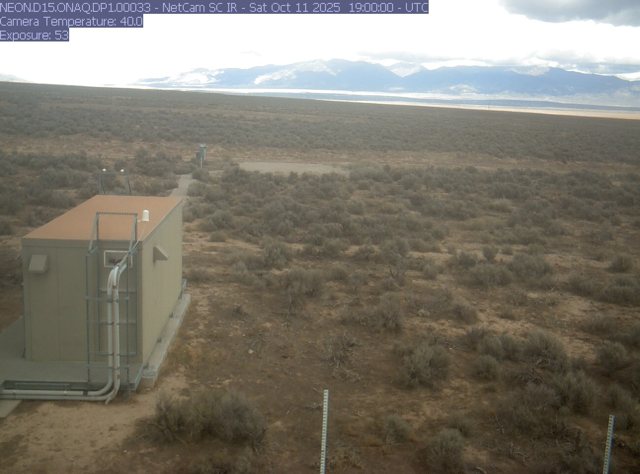 NEON.D15.ONAQ.DP1.00033 - NetCam SC IR - Sat Oct 11 2025 19:00:00 - UTC
Camera Temperature: 40.0
Exposure: 53